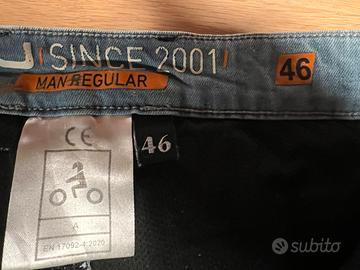 SINCE 2001
46
MAN REGULAR
CE
46
A
EN 17092-4:2020
subito